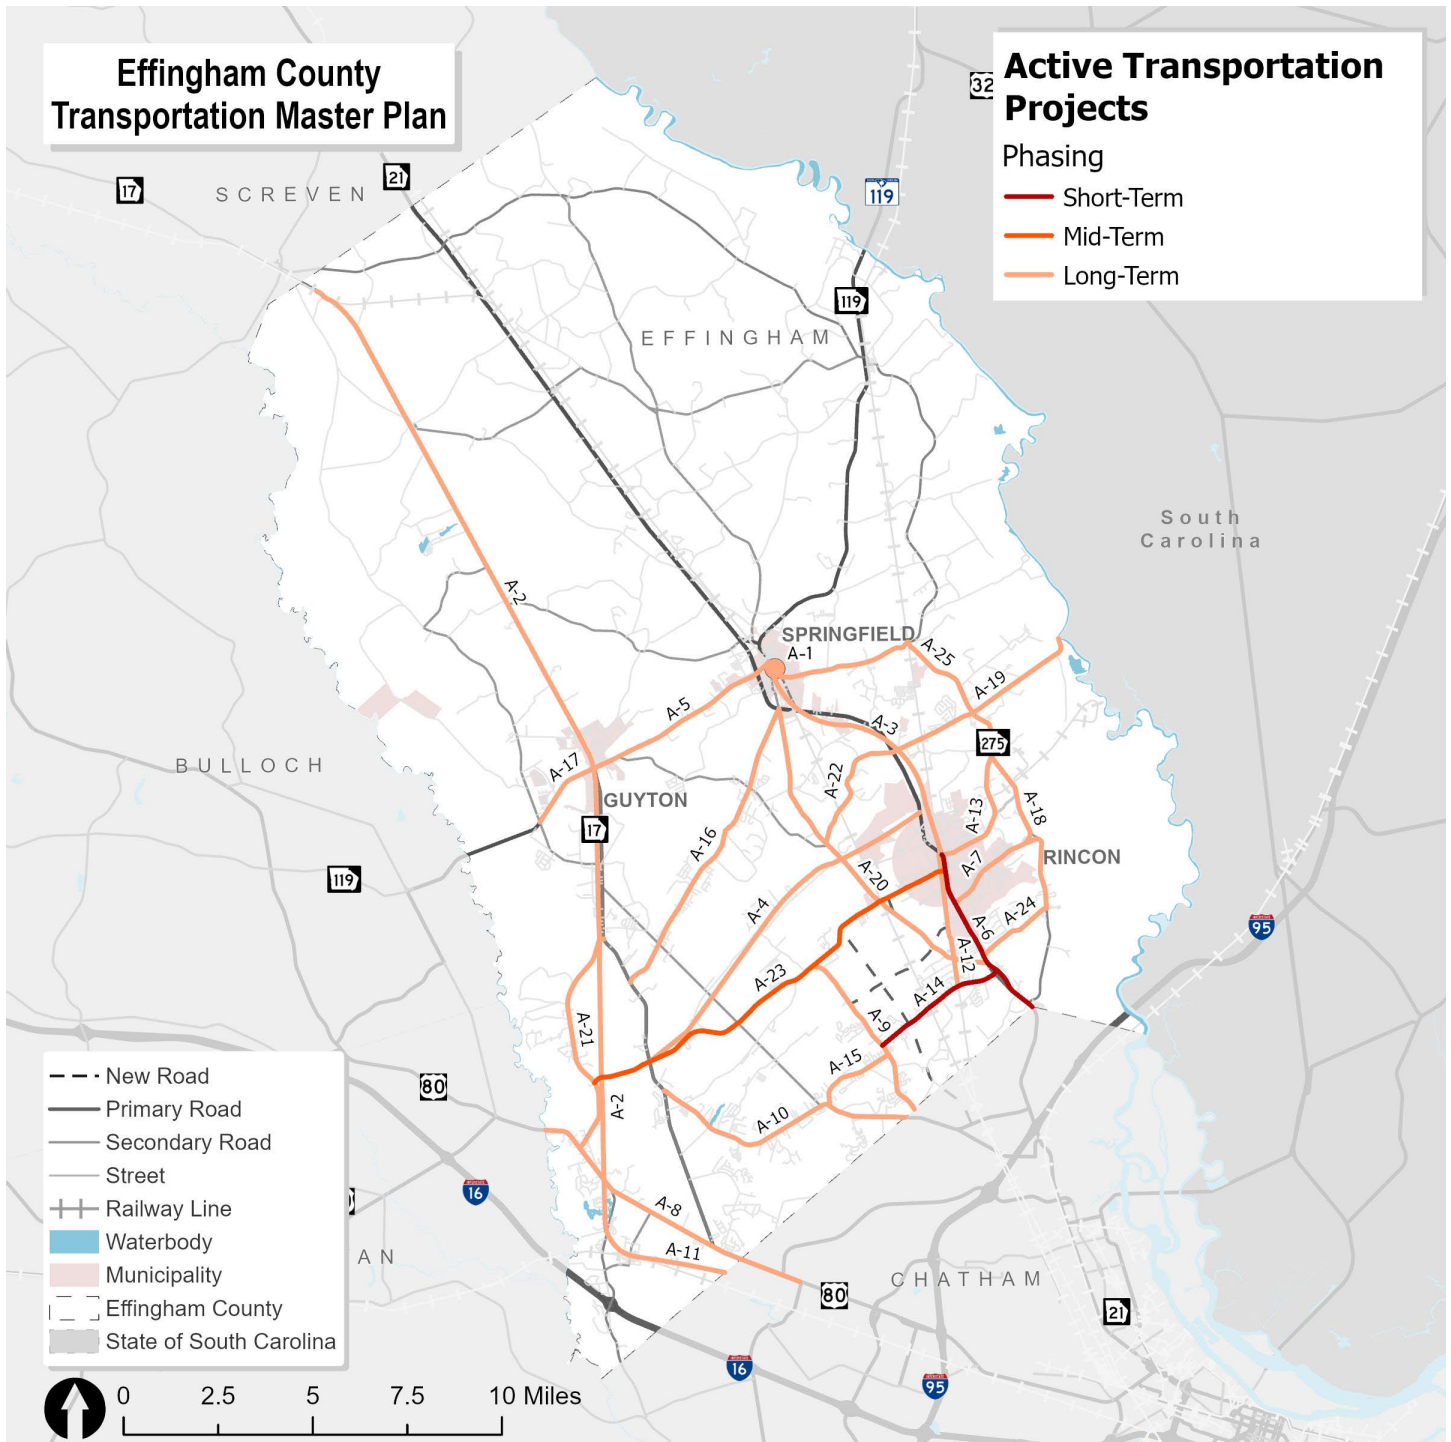 Effingham County
Transportation Master Plan
Active Transportation
Projects
Phasing
Short-Term
Mid-Term
Long-Term
32
119
21
17
SCREVEN
119
EFFINGHAM
South
Carolina
A-2
SPRINGFIELD
A-1
A-25
A-19
A-5
A-3
275
BULLOCH
A-17
A-22
GUYTON
17
A-13
A-18
A-16
RINCON
A-7
119
A-20
A-4
A-24
A-6
95
A-12
A-23
A-14
A-9
A-21
A-15
80
A-2
A-10
16
A-8
A-11
AN
CHATHAM
80
21
16
95
New Road
Primary Road
Secondary Road
Street
Railway Line
Waterbody
Municipality
Effingham County
State of South Carolina
0 2.5 5 7.5 10 Miles